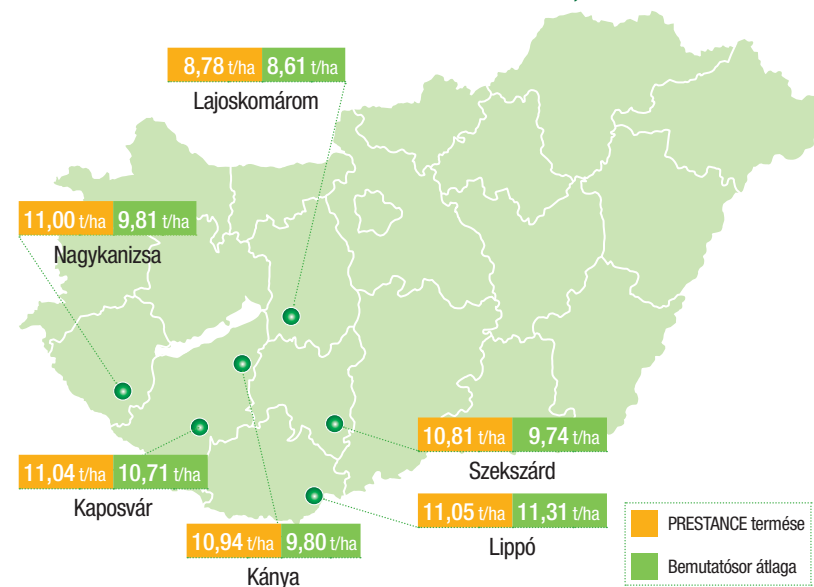 8,78 t/ha 8,61 t/ha
Lajoskomárom
11,00 t/ha 9,81 t/ha
Nagykanizsa
10,81 t/ha 9,74 t/ha
Szekszárd
11,04 t/ha 10,71 t/ha
Kaposvár
11,05 t/ha 11,31 t/ha
Lippó
10,94 t/ha 9,80 t/ha
Kánya
PRESTANCE termése
Bemutatósor átlaga